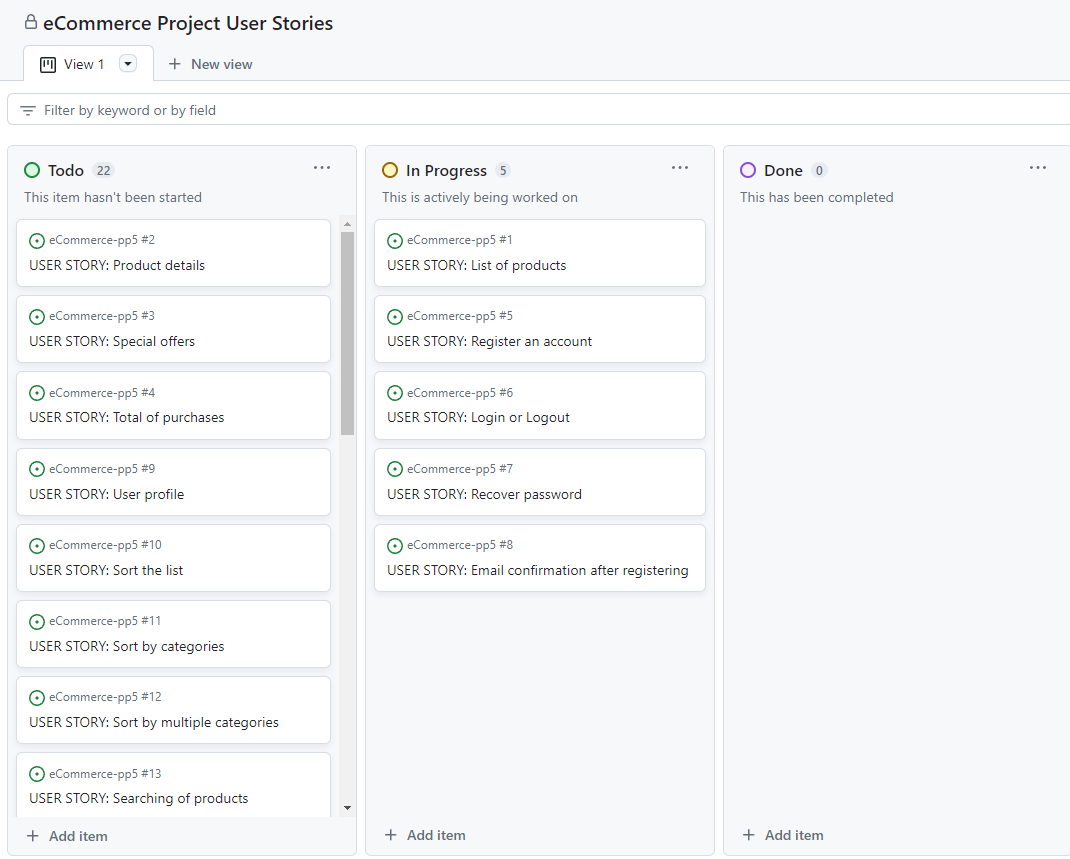 eCommerce Project User Stories
View 1
New view
Filter by keyword or by field
Todo 22
This item hasn't been started
eCommerce-pp5 #2
USER STORY: Product details
eCommerce-pp5 #3
USER STORY: Special offers
eCommerce-pp5 #4
USER STORY: Total of purchases
eCommerce-pp5 #9
USER STORY: User profile
eCommerce-pp5 #10
USER STORY: Sort the list
eCommerce-pp5 #11
USER STORY: Sort by categories
eCommerce-pp5 #12
USER STORY: Sort by multiple categories
eCommerce-pp5 #13
USER STORY: Searching of products
Add item
In Progress 5
This is actively being worked on
eCommerce-pp5 #1
USER STORY: List of products
eCommerce-pp5 #5
USER STORY: Register an account
eCommerce-pp5 #6
USER STORY: Login or Logout
eCommerce-pp5 #7
USER STORY: Recover password
eCommerce-pp5 #8
USER STORY: Email confirmation after registering
Add item
Done 0
This has been completed
Add item